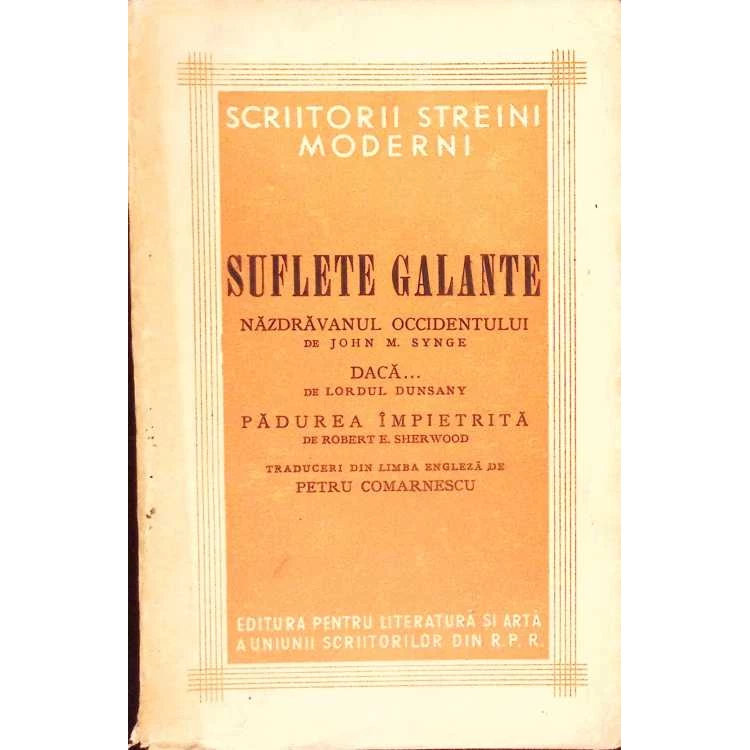 SCRIITORII STREINI
MODERNI
SUFLETE GALANTE
NĂZDRĂVANUL OCCIDENTULUI
DE JOHN M. SYNGE
DACĂ...
DE LORDUL DUNSANY
PĂDUREA ÎMPIETRITĂ
DE ROBERT E. SHERWOOD
TRADUCERI DIN LIMBA ENGLEZĂ DE
PETRU COMARNESCU
EDITURA PENTRU LITERATURĂ SI ARTĂ
A UNIUNII SCRIITORILOR DIN R.P.R.